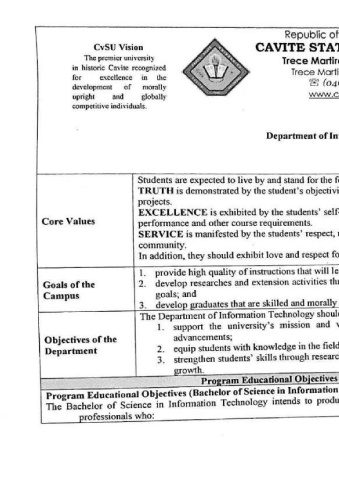 CvSU Vision
The premier university
in historic Cavite recognized
for excellence in the
development of morally
upright and globally
competitive individuals.
Republic of
CAVITE STAT
Trece Martir
Trece Marti
☏ (04
www.c
Department of In
Core Values
Students are expected to live by and stand for the f
TRUTH is demonstrated by the student's objectivi
projects.
EXCELLENCE is exhibited by the students' self-
performance and other course requirements.
SERVICE is manifested by the students' respect,
community.
In addition, they should exhibit love and respect fo
Goals of the
Campus
1. provide high quality of instructions that will le
2. develop researches and extension activities th
goals; and
3. develop graduates that are skilled and morally
Objectives of the
Department
The Department of Information Technology shoul
1. support the university's mission and v
advancements;
2. equip students with knowledge in the field
3. strengthen students' skills through researc
growth.
Program Educational Objectives
Program Educational Objectives (Bachelor of Science in Information
The Bachelor of Science in Information Technology intends to produ
professionals who: